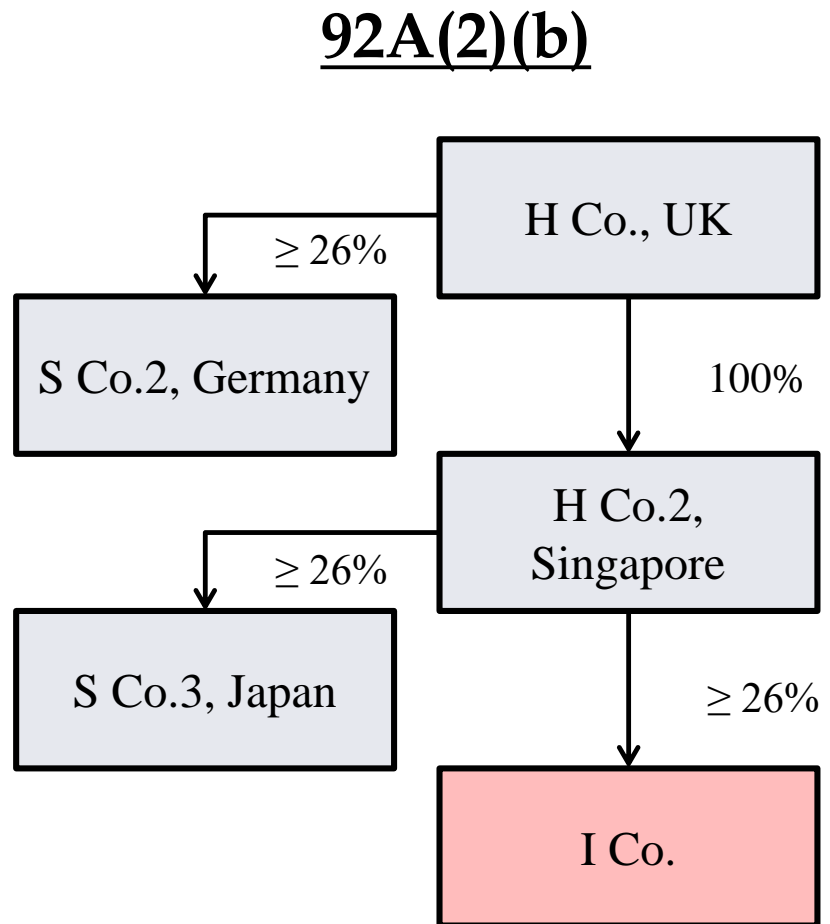 92A(2)(b)
H Co., UK
≥ 26%
S Co.2, Germany
100%
H Co.2,
Singapore
≥ 26%
S Co.3, Japan
≥ 26%
I Co.